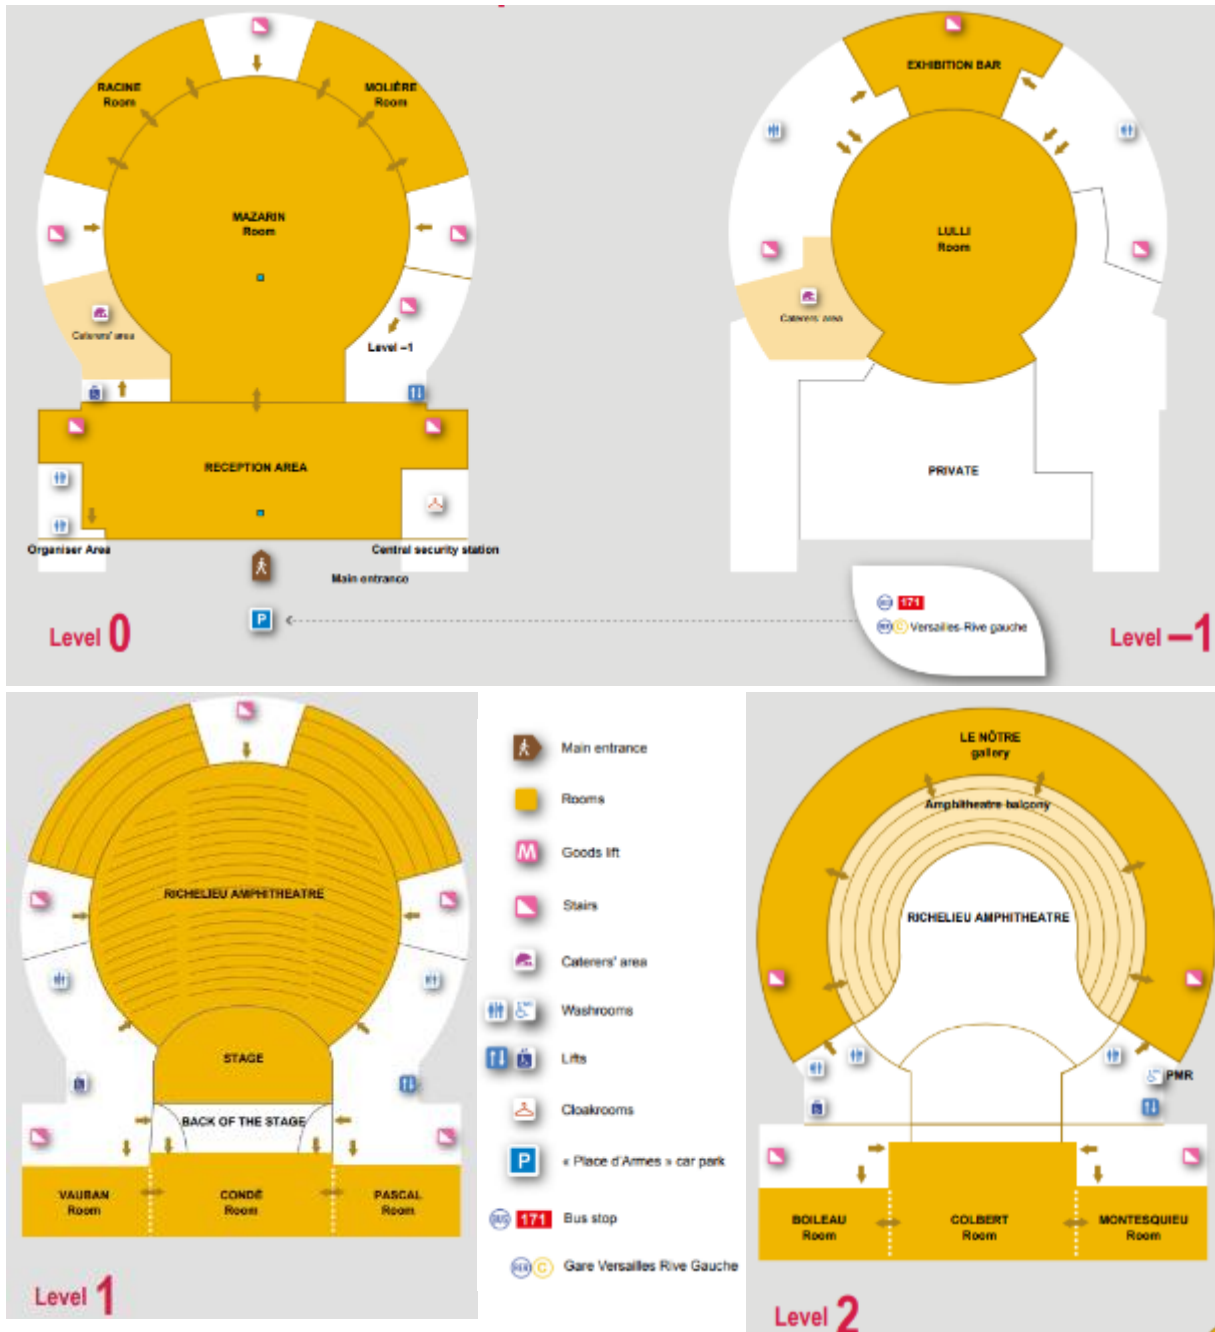 RACINE
Room
MOLIÈRE
Room
MAZARIN
Room
Caterers' area
Level –1
RECEPTION AREA
Organiser Area
Central security station
Main entrance
P
Level 0
EXHIBITION BAR
LULLI
Room
Caterers' area
PRIVATE
BUS 171
RER C Versailles-Rive gauche
Level –1
RICHELIEU AMPHITHEATRE
STAGE
BACK OF THE STAGE
VAUBAN
Room
CONDÉ
Room
PASCAL
Room
Level 1
Main entrance
Rooms
M Goods lift
Stairs
Caterers' area
Washrooms
Lifts
Cloakrooms
P « Place d'Armes » car park
BUS 171 Bus stop
RER C Gare Versailles Rive Gauche
LE NÔTRE
gallery
Amphitheatre balcony
RICHELIEU AMPHITHEATRE
PMR
BOILEAU
Room
COLBERT
Room
MONTESQUIEU
Room
Level 2